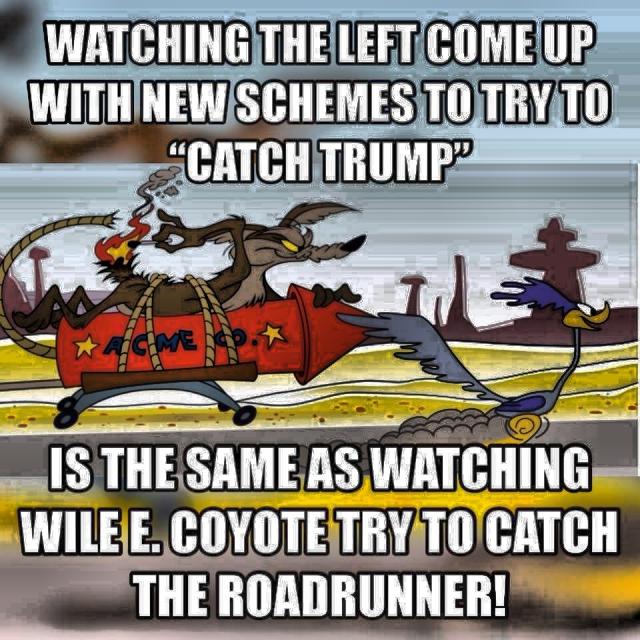 WATCHING THE LEFT COME UP
WITH NEW SCHEMES TO TRY TO
“CATCH TRUMP”
ACME CO.
IS THE SAME AS WATCHING
WILE E. COYOTE TRY TO CATCH
THE ROADRUNNER!